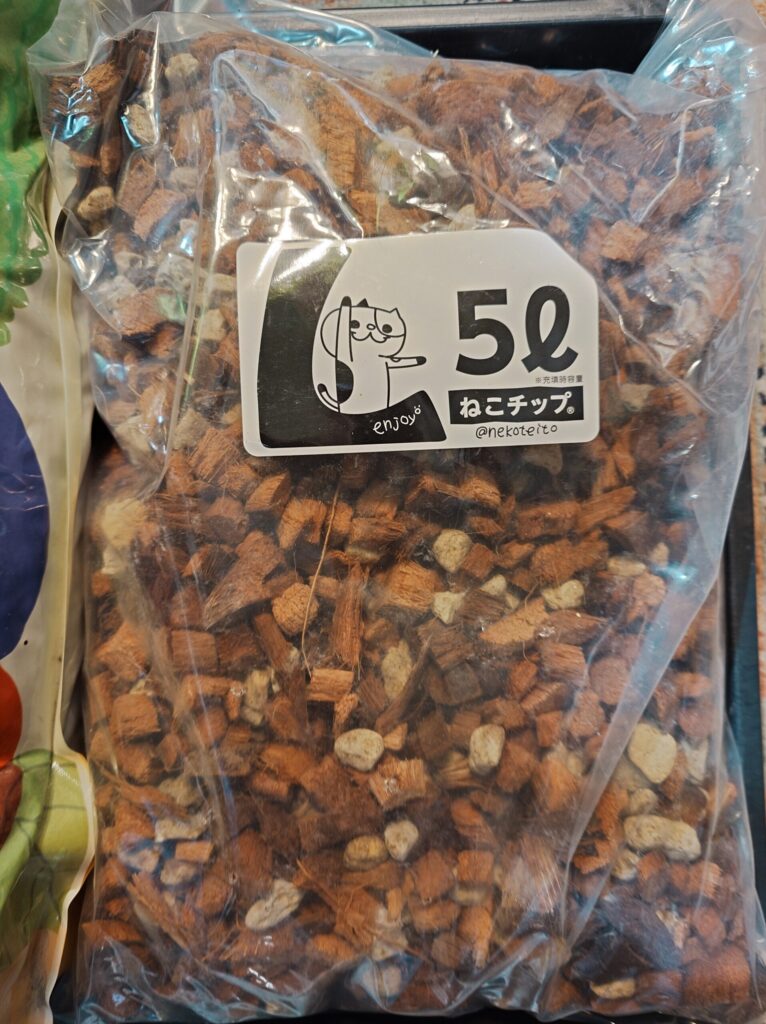 5ℓ
※充填時容量
ねこチップ®
enjoy
@nekoteito